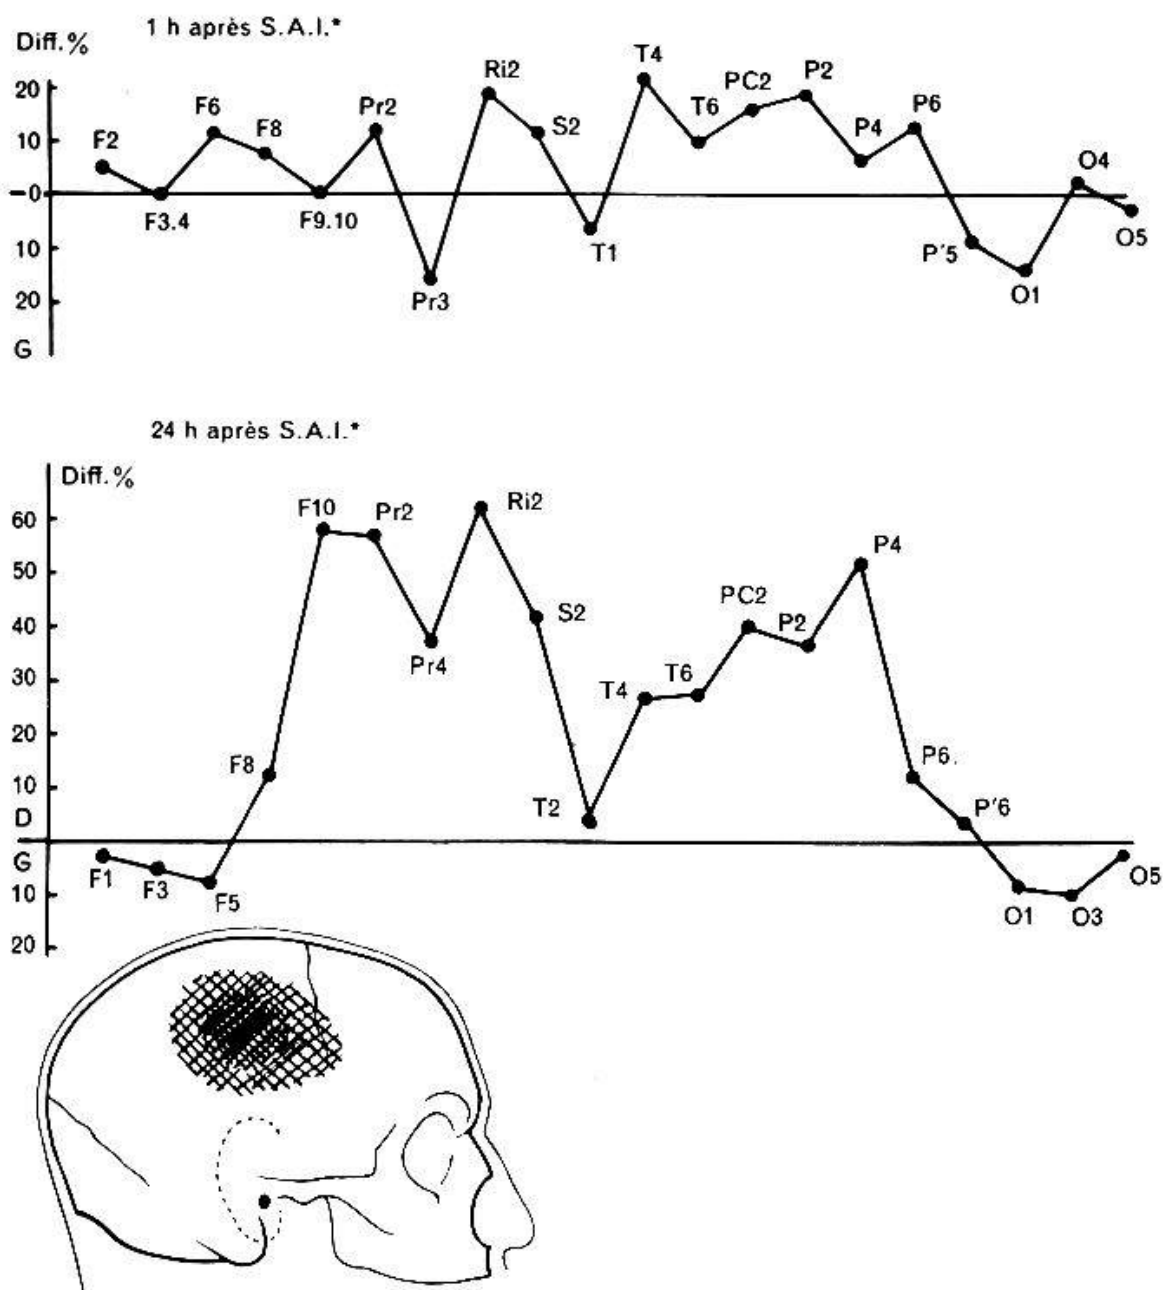 1 h après S.A.I.*
Diff.%
20
10
0
10
20
G
F2
F3.4
F6
F8
F9.10
Pr2
Pr3
Ri2
S2
T1
T4
T6
PC2
P2
P4
P6
P'5
O1
O4
O5
24 h après S.A.I.*
Diff.%
60
50
40
30
20
10
D
G
10
20
F1
F3
F5
F8
F10
Pr2
Pr4
Ri2
S2
T2
T4
T6
PC2
P2
P4
P6.
P'6
O1
O3
O5